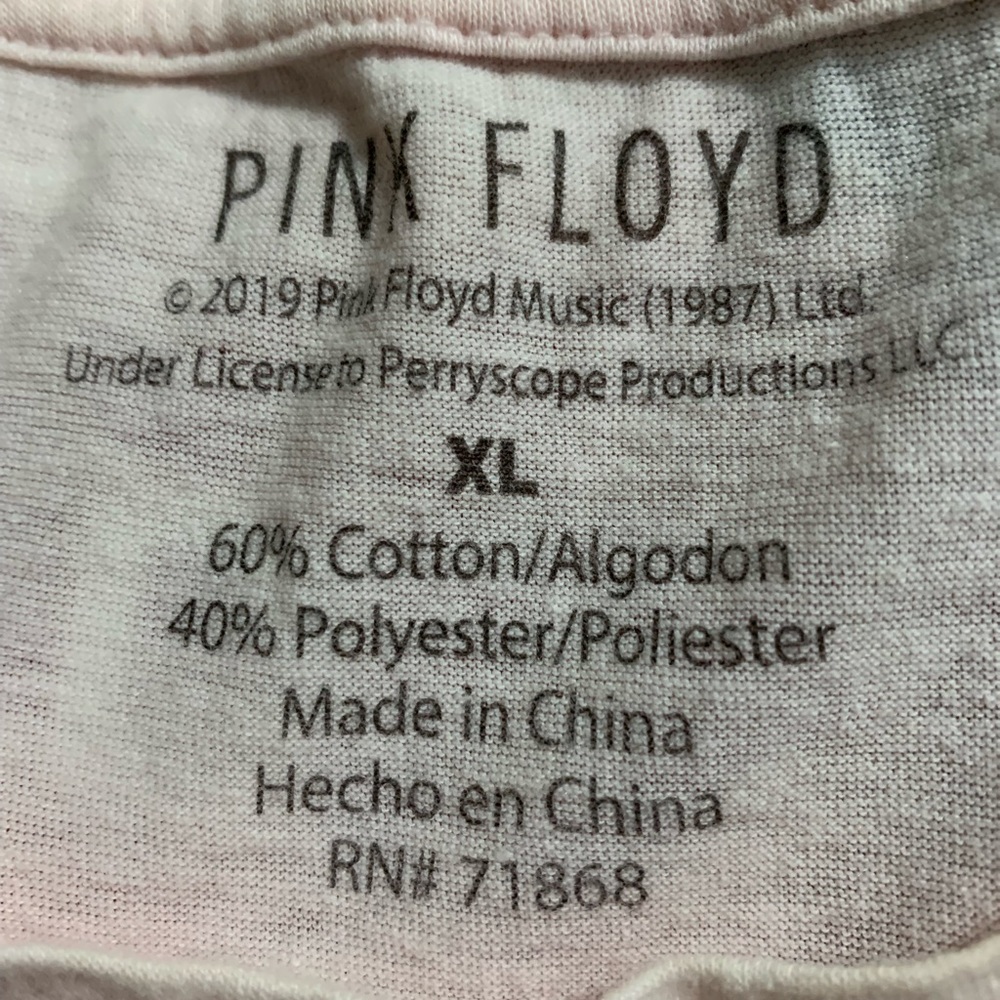 PINK FLOYD
© 2019 Pink Floyd Music (1987) Ltd.
Under License to Perryscope Productions LLC.
XL
60% Cotton/Algodon
40% Polyester/Poliester
Made in China
Hecho en China
RN# 71868